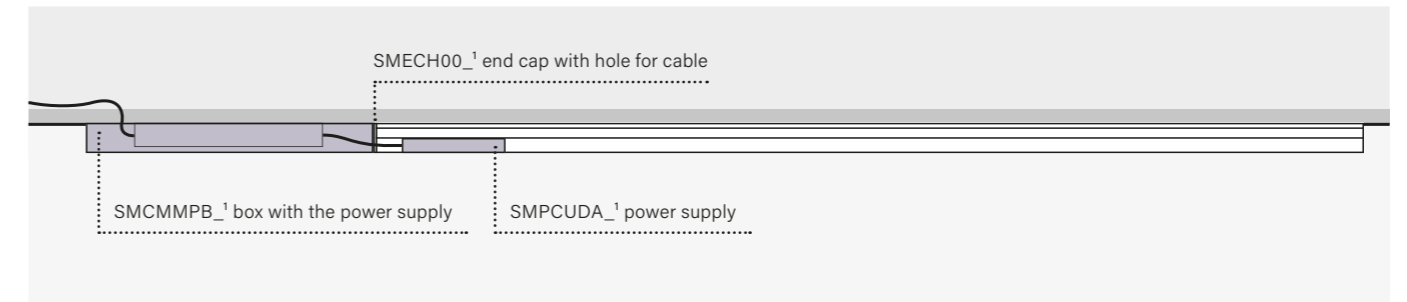 SMECH00_¹ end cap with hole for cable
SMCMMPB_¹ box with the power supply
SMPCUDA_¹ power supply